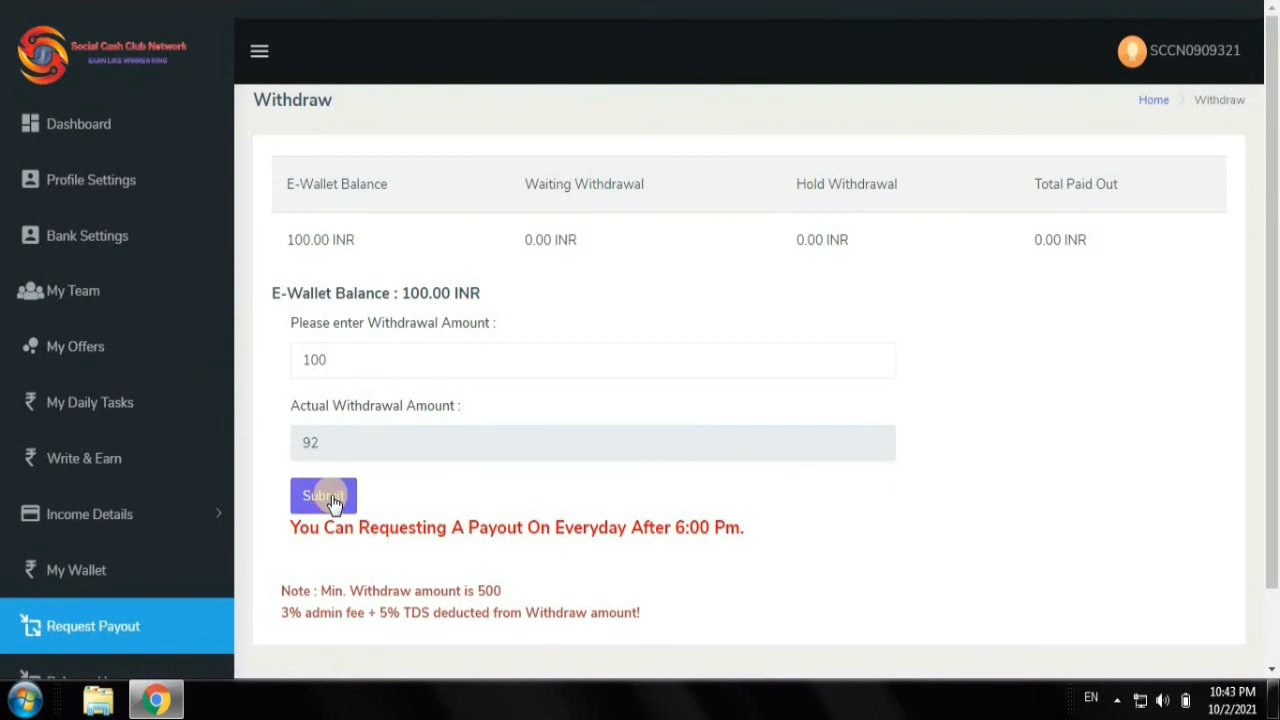 Social Cash Club Network
EARN LIKE WINNER KING
SCCN0909321
Dashboard
Profile Settings
Bank Settings
My Team
My Offers
My Daily Tasks
Write & Earn
Income Details
My Wallet
Request Payout
Withdraw
Home
Withdraw
E-Wallet Balance Waiting Withdrawal Hold Withdrawal Total Paid Out
100.00 INR 0.00 INR 0.00 INR 0.00 INR
E-Wallet Balance : 100.00 INR
Please enter Withdrawal Amount :
100
Actual Withdrawal Amount :
92
Submit
You Can Requesting A Payout On Everyday After 6:00 Pm.
Note : Min. Withdraw amount is 500
3% admin fee + 5% TDS deducted from Withdraw amount!
EN
10:43 PM
10/2/2021